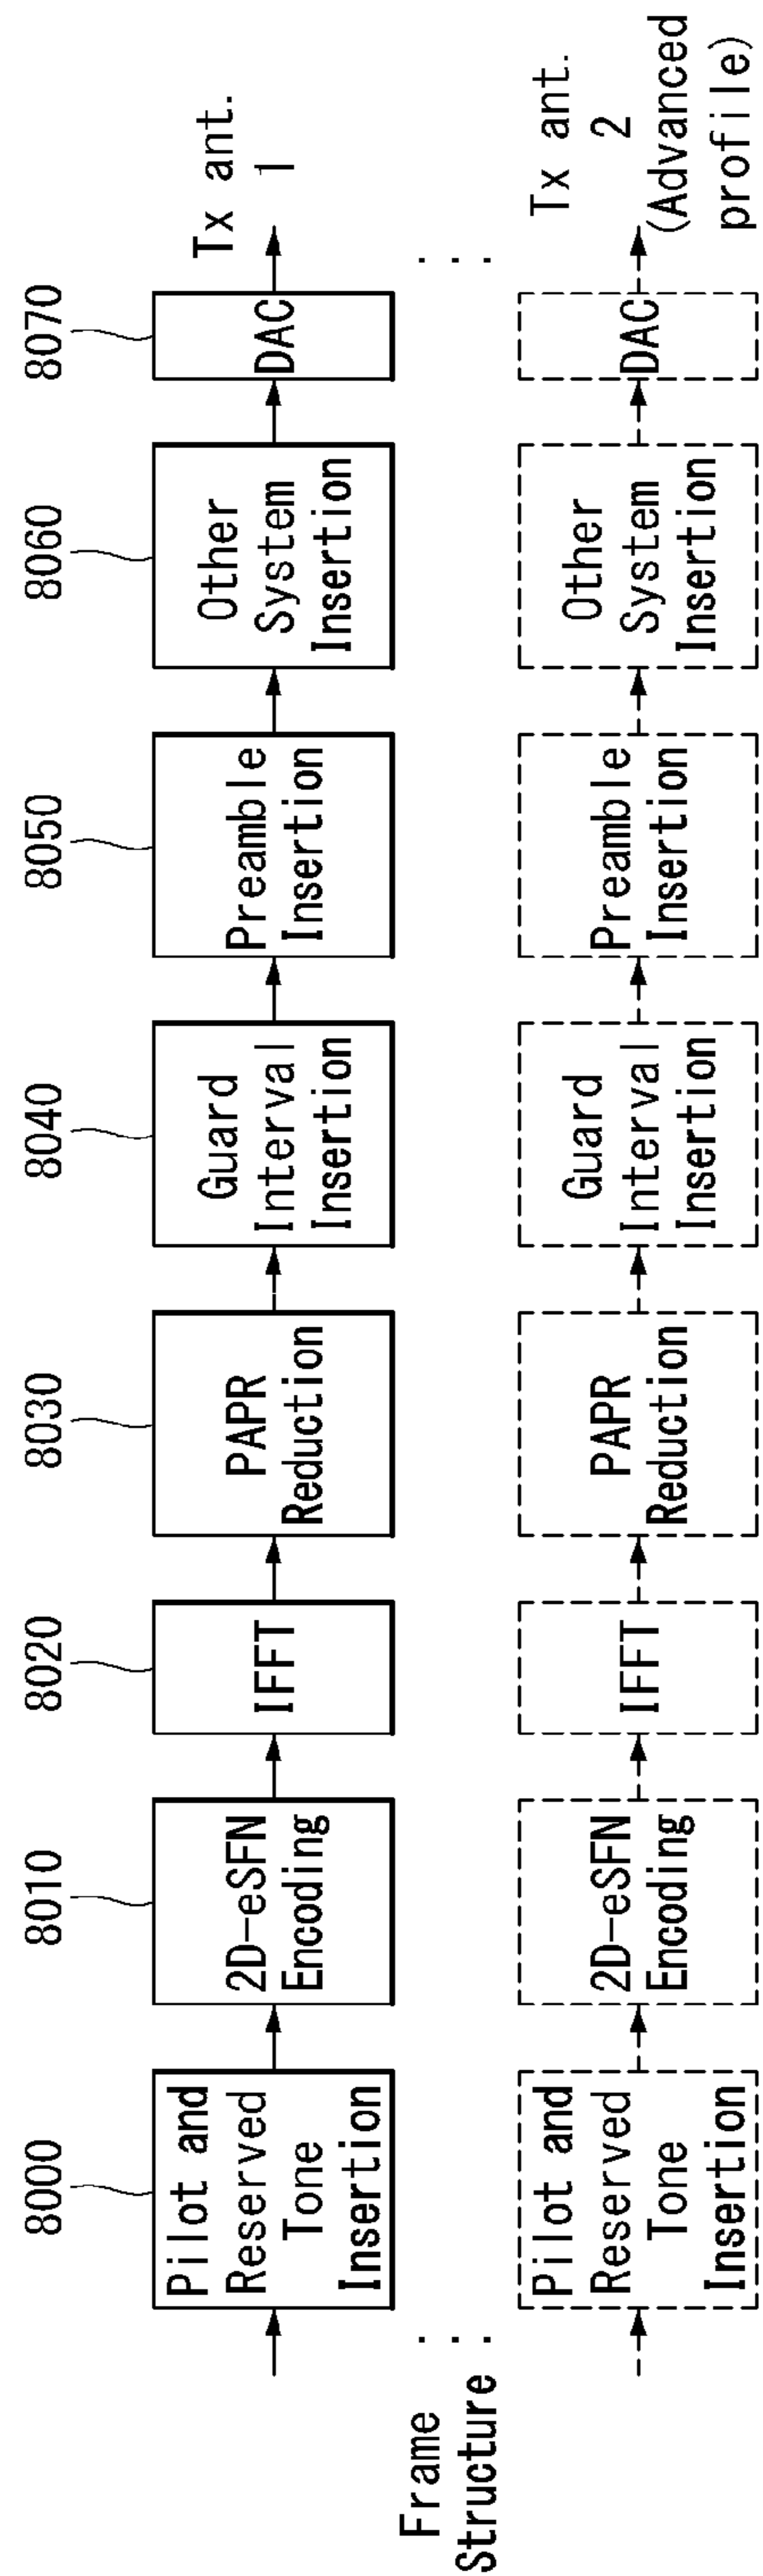 Frame
Structure
8000
8010
8020
8030
8040
8050
8060
8070
Pilot and
Reserved
Tone
Insertion
2D-eSFN
Encoding
IFFT
PAPR
Reduction
Guard
Interval
Insertion
Preamble
Insertion
Other
System
Insertion
DAC
Tx ant.
1
Pilot and
Reserved
Tone
Insertion
2D-eSFN
Encoding
IFFT
PAPR
Reduction
Guard
Interval
Insertion
Preamble
Insertion
Other
System
Insertion
DAC
Tx ant.
2
(Advanced
profile)